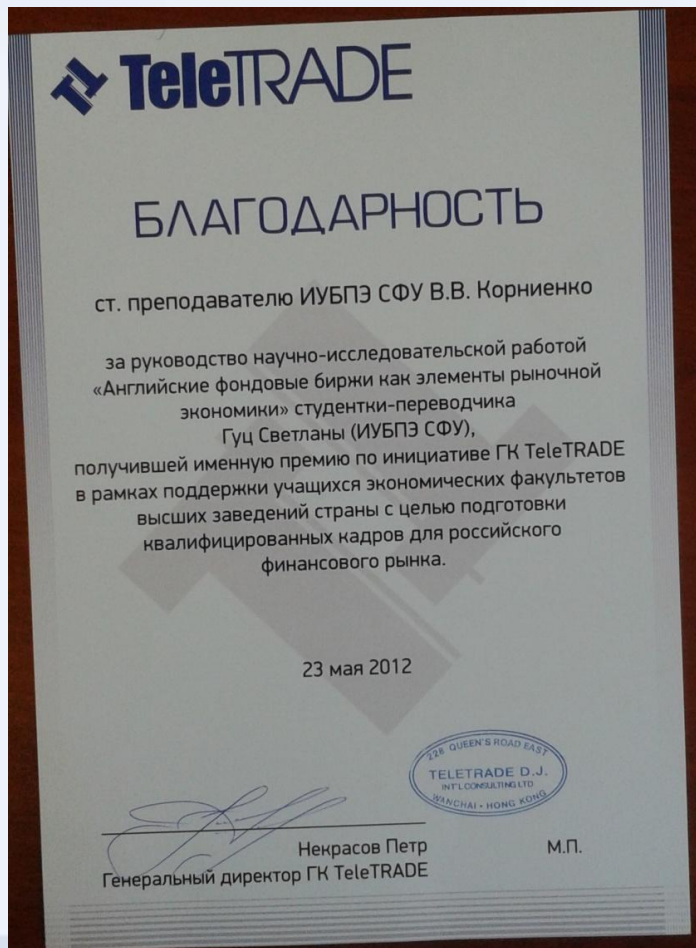 TeleTRADE
БЛАГОДАРНОСТЬ
ст. преподавателю ИУБПЭ СФУ В.В. Корниенко
за руководство научно-исследовательской работой
«Английские фондовые биржи как элементы рыночной
экономики» студентки-переводчика
Гуц Светланы (ИУБПЭ СФУ),
получившей именную премию по инициативе ГК TeleTRADE
в рамках поддержки учащихся экономических факультетов
высших заведений страны с целью подготовки
квалифицированных кадров для российского
финансового рынка.
23 мая 2012
228 QUEEN'S ROAD EAST
TELETRADE D.J.
INT'L CONSULTING LTD
WANCHAI - HONG KONG
Некрасов Петр
М.П.
Генеральный директор ГК TeleTRADE